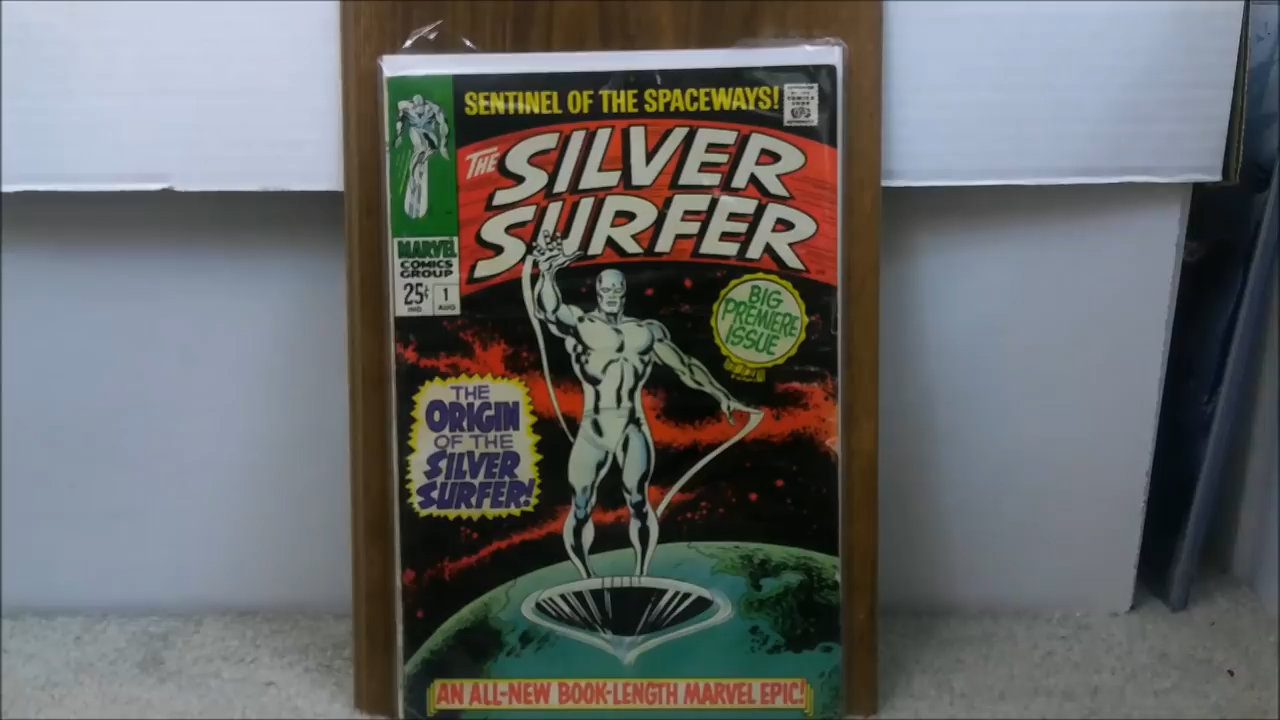 SENTINEL OF THE SPACEWAYS!
THE SILVER
SURFER
MARVEL
COMICS
GROUP
25¢
IND
1
AUG
BIG
PREMIERE
ISSUE
THE
ORIGIN
OF THE
SILVER
SURFER!
AN ALL-NEW BOOK-LENGTH MARVEL EPIC!